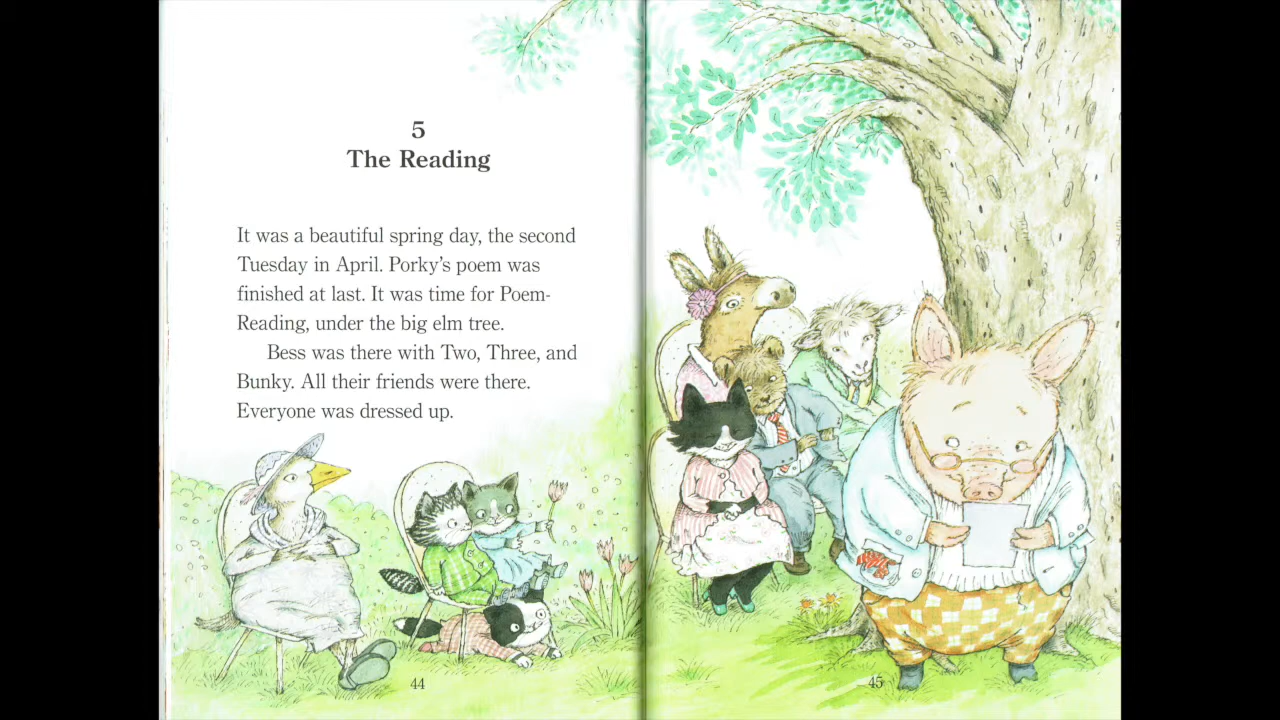 5
The Reading
It was a beautiful spring day, the second
Tuesday in April. Porky’s poem was
finished at last. It was time for Poem-
Reading, under the big elm tree.
Bess was there with Two, Three, and
Bunky. All their friends were there.
Everyone was dressed up.
44
45